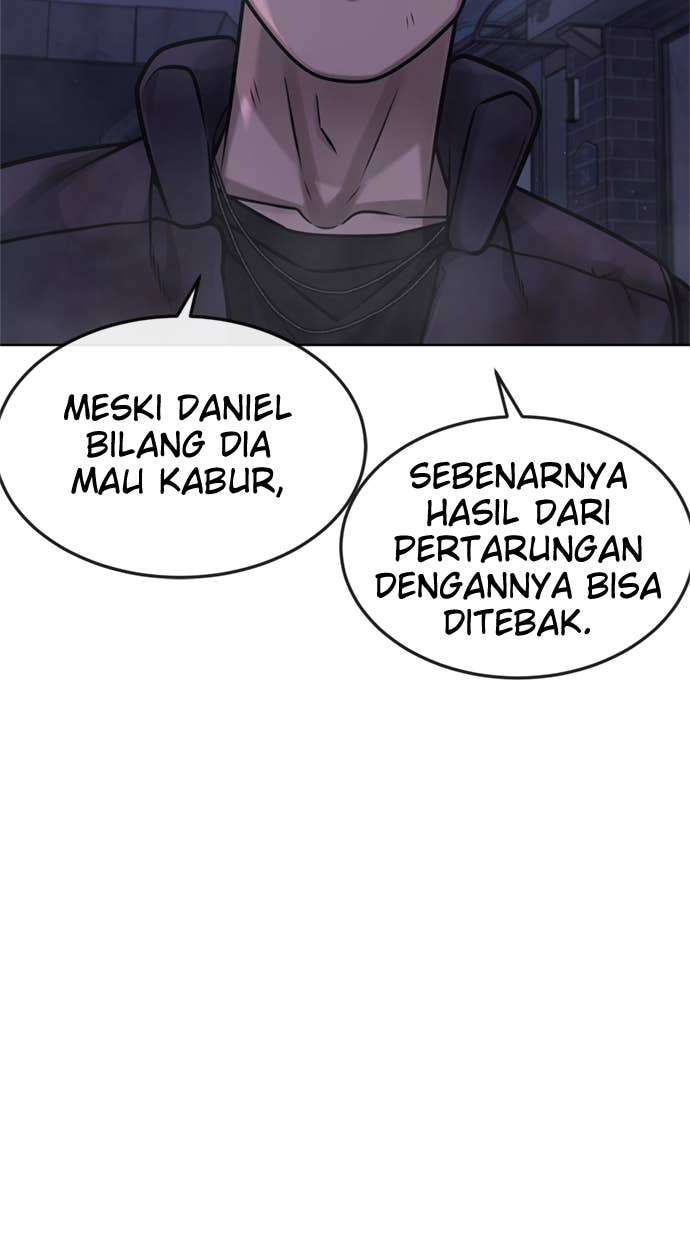 MESKI DANIEL
BILANG DIA
MAU KABUR,
SEBENARNYA
HASIL DARI
PERTARUNGAN
DENGANNYA BISA
DITEBAK.